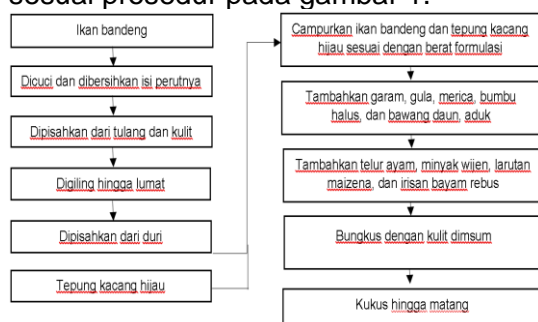 sesuai prosedur pada gambar 1.
Ikan bandeng
Dicuci dan dibersihkan isi perutnya
Dipisahkan dari tulang dan kulit
Digiling hingga lumat
Dipisahkan dari duri
Tepung kacang hijau
Campurkan ikan bandeng dan tepung kacang
hijau sesuai dengan berat formulasi
Tambahkan garam, gula, merica, bumbu
halus, dan bawang daun, aduk
Tambahkan telur ayam, minyak wijen, larutan
maizena, dan irisan bayam rebus
Bungkus dengan kulit dimsum
Kukus hingga matang